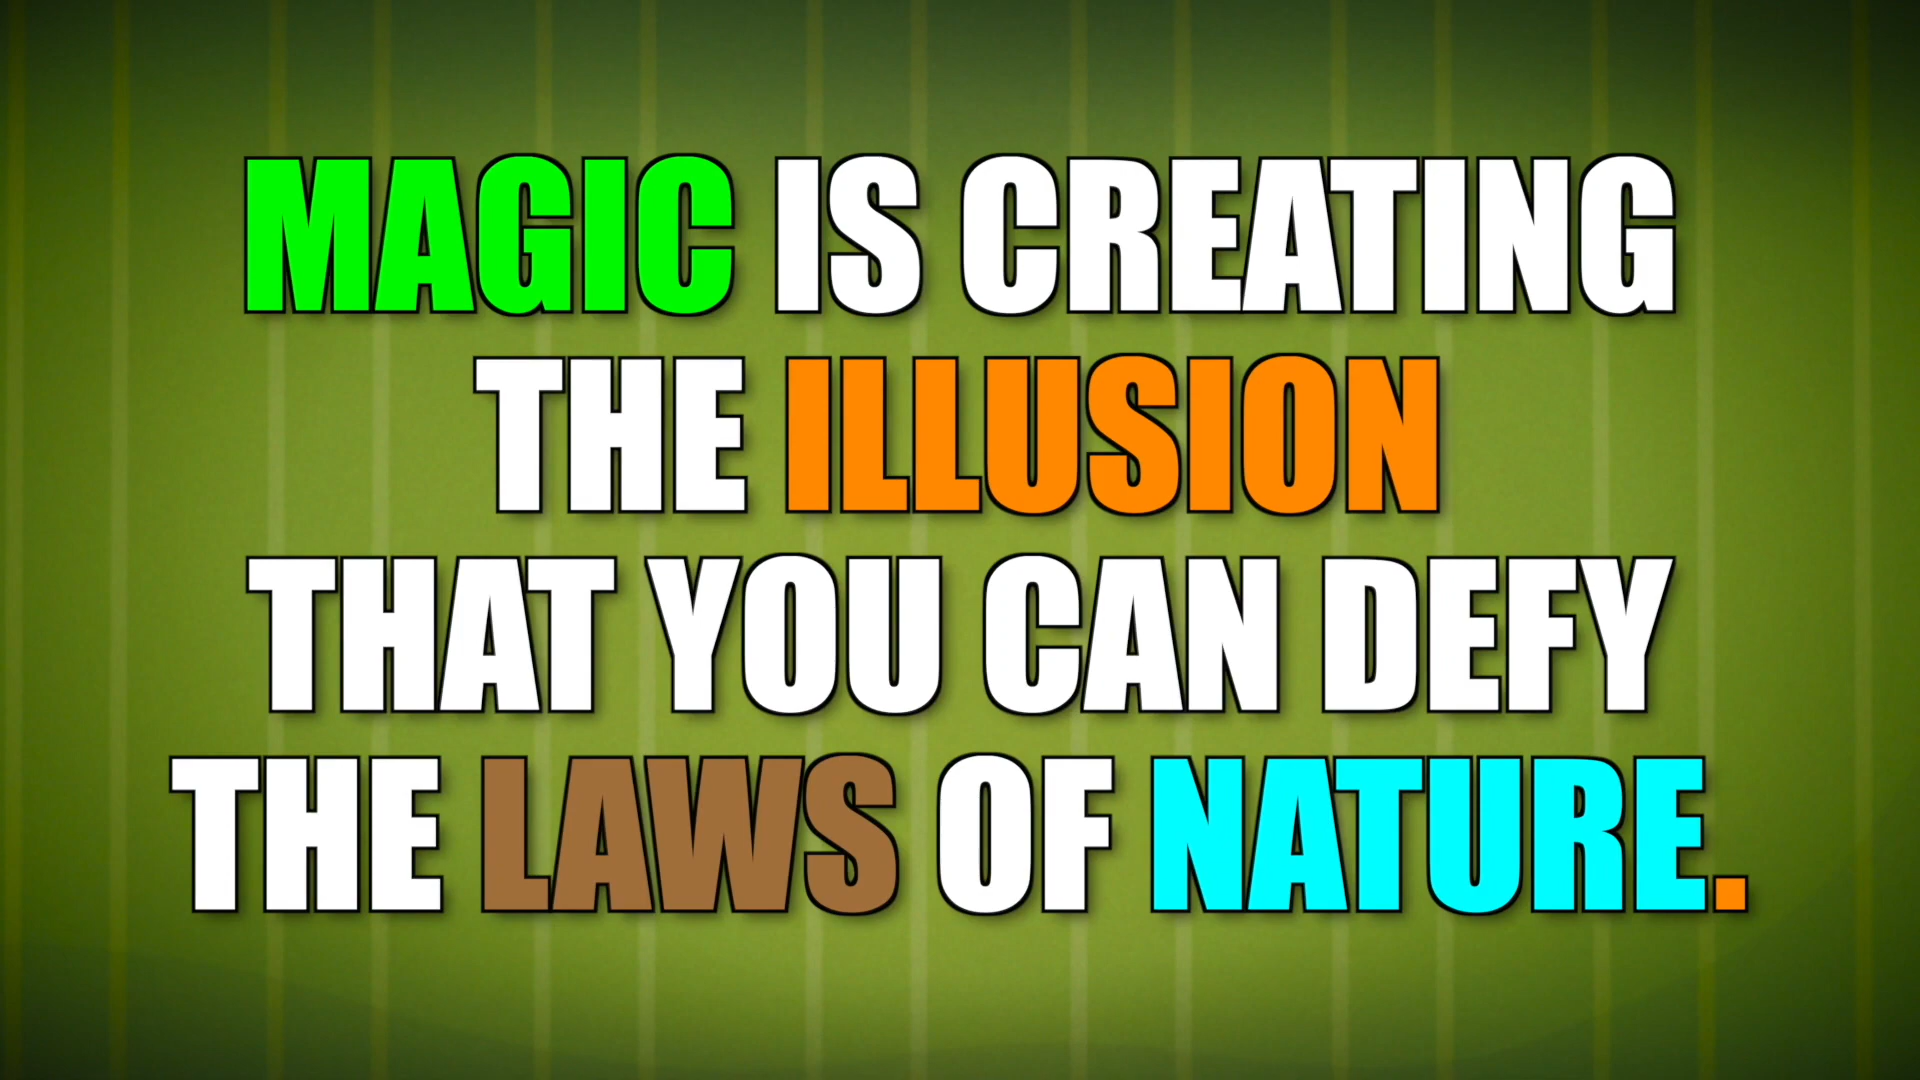 MAGIC IS CREATING
THE ILLUSION
THAT YOU CAN DEFY
THE LAWS OF NATURE.